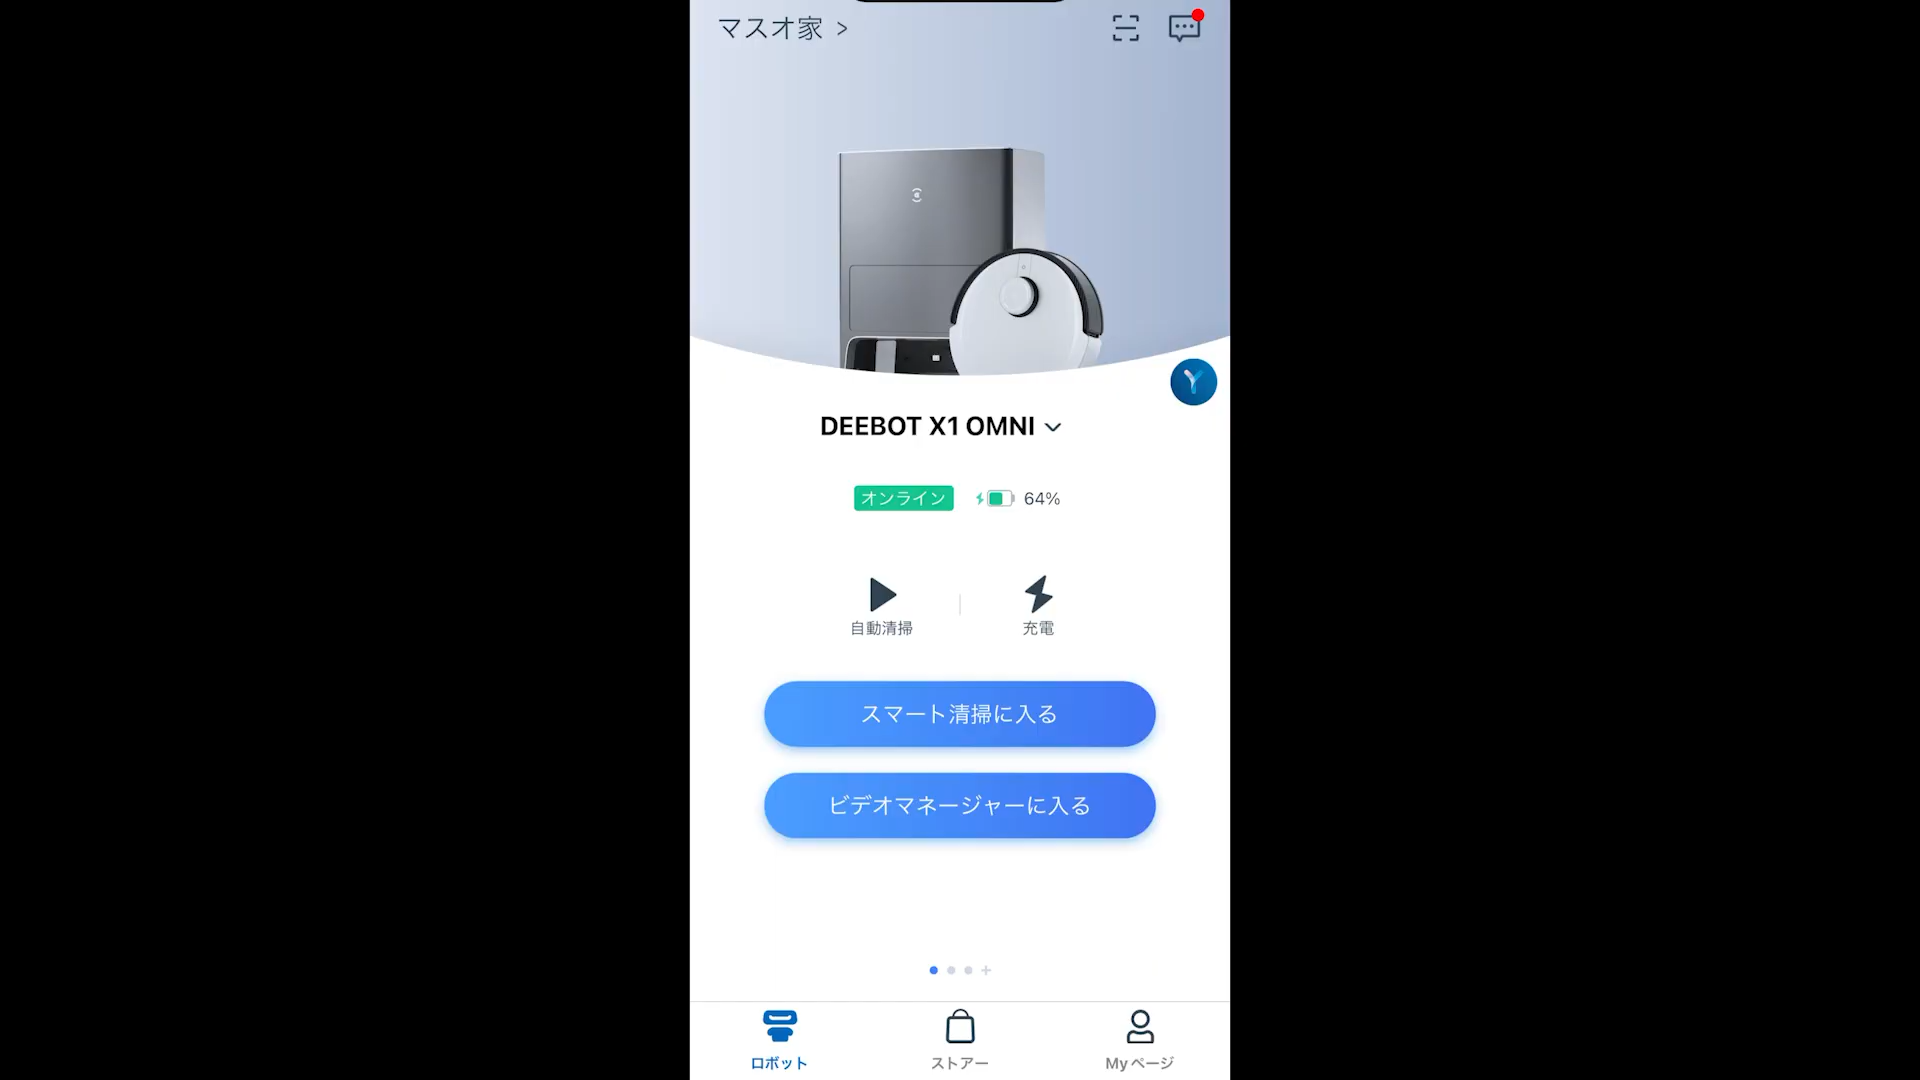 マスオ家 >
DEEBOT X1 OMNI
オンライン 64%
自動清掃 充電
スマート清掃に入る
ビデオマネージャーに入る
ロボット ストアー Myページ